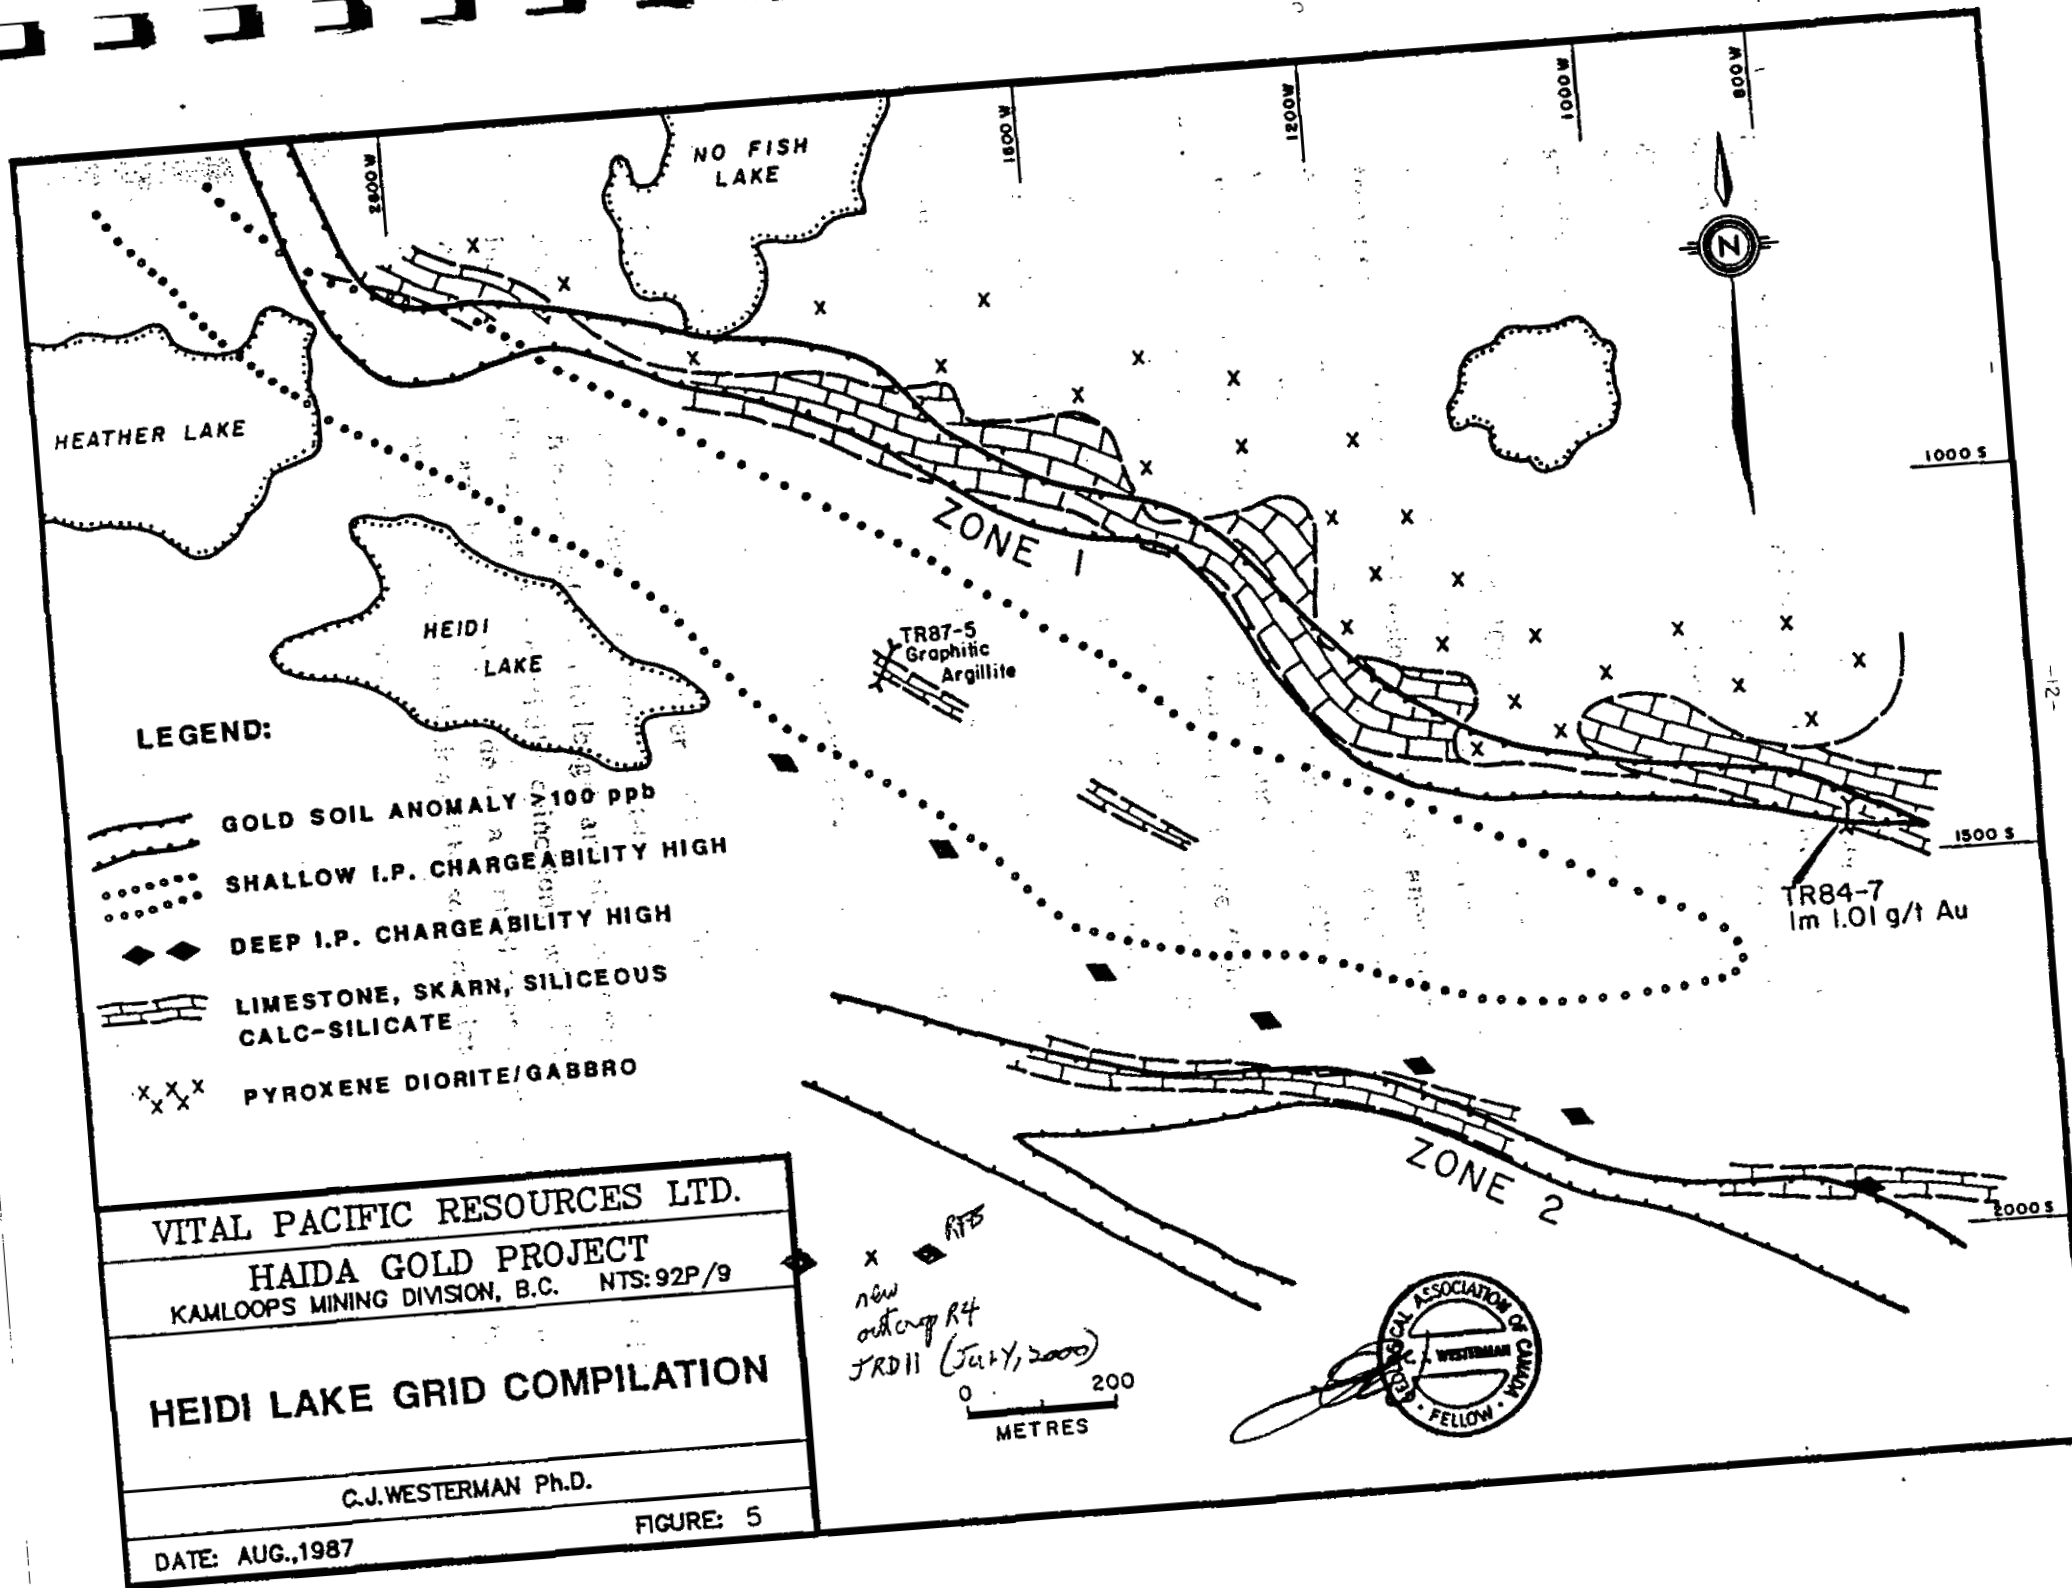 2800 W
NO FISH
LAKE
1600 W
1200W
1000 W
800 W
N
HEATHER LAKE
1000 S
ZONE 1
HEIDI
LAKE
TR87-5
Graphitic
Argillite
-12-
LEGEND:
GOLD SOIL ANOMALY >100 ppb
SHALLOW I.P. CHARGEABILITY HIGH
DEEP I.P. CHARGEABILITY HIGH
LIMESTONE, SKARN, SILICEOUS
CALC-SILICATE
PYROXENE DIORITE/GABBRO
1500 S
TR84-7
1m 1.01 g/t Au
ZONE 2
2000 S
VITAL PACIFIC RESOURCES LTD.
HAIDA GOLD PROJECT
KAMLOOPS MINING DIVISION, B.C. NTS: 92P/9
HEIDI LAKE GRID COMPILATION
C.J.WESTERMAN Ph.D.
FIGURE: 5
DATE: AUG.,1987
new
outcrop R4
JRD11 (July, 2000)
0 200
METRES
GEOLOGICAL ASSOCIATION OF CANADA
WESTERMAN
FELLOW